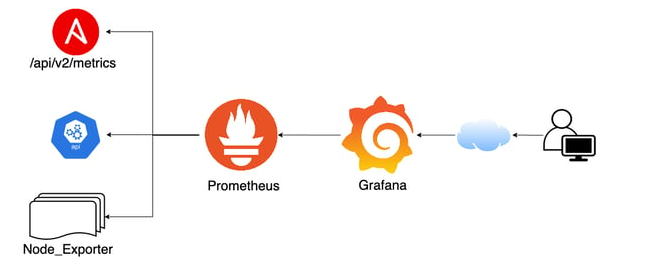 /api/v2/metrics
api
Prometheus
Grafana
Node_Exporter